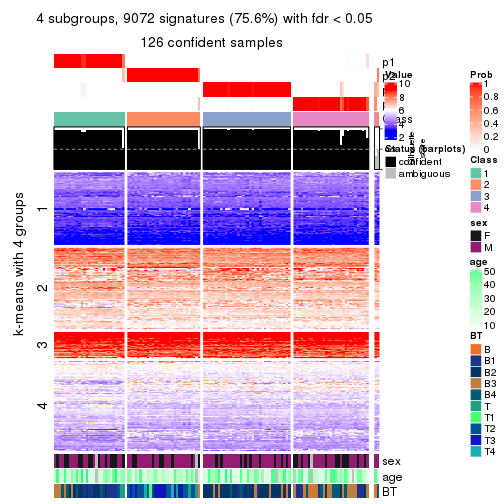 4 subgroups, 9072 signatures (75.6%) with fdr < 0.05
126 confident samples
p1
p2
Value
10
8
6
4
2
Prob
1
0.8
0.6
0.4
0.2
0
Class
1
2
3
4
Status (barplots)
confident
ambiguous
sex
F
M
age
50
40
30
20
10
BT
B
B1
B2
B3
B4
T
T1
T2
T3
T4
k-means with 4 groups
1
2
3
4
sex
age
BT